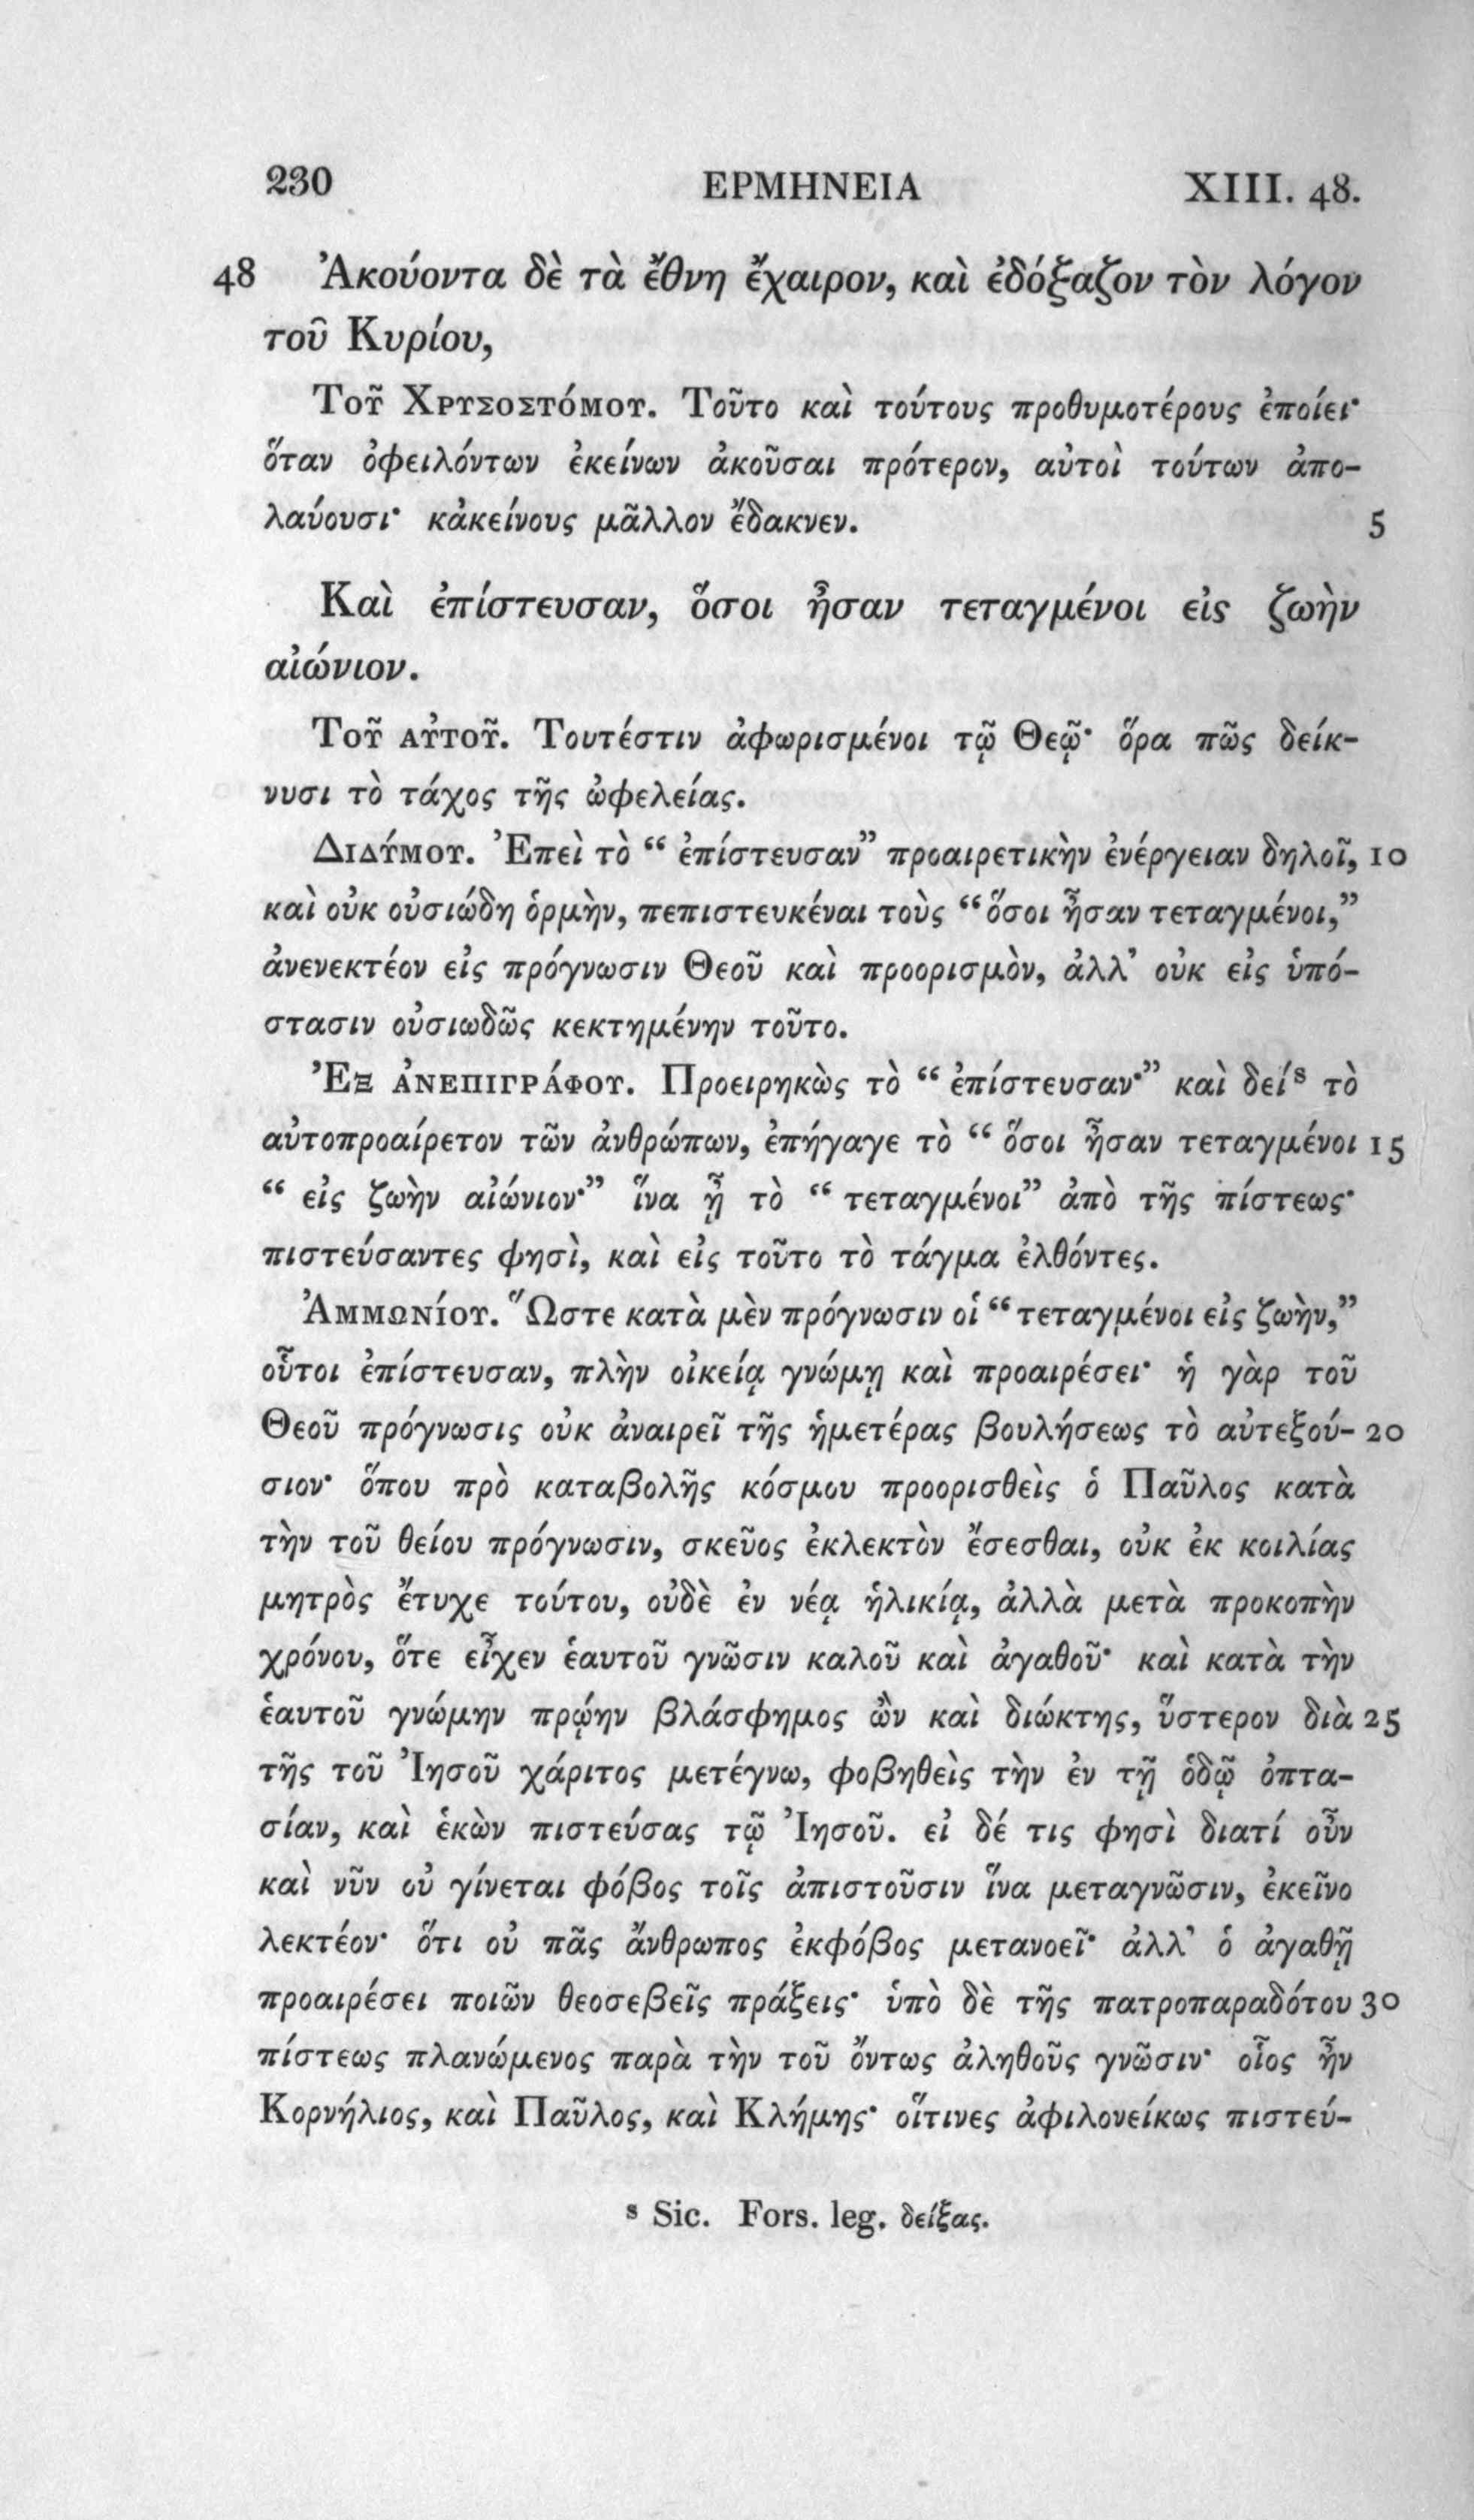 230 ΕΡΜΗΝΕΙΑ XIII. 48.
48 Ἀκούοντα δὲ τὰ ἔθνη ἔχαιρον, καὶ ἐδόξαζον τὸν λόγον
τοῦ Κυρίου,
Τοῦ Χρυσοστόμου. Τοῦτο καὶ τούτους προθυμοτέρους ἐποίει·
ὅταν ὀφειλόντων ἐκείνων ἀκοῦσαι πρότερον, αὐτοὶ τούτων ἀπο-
λαύουσι· κἀκείνους μᾶλλον ἔδακνεν. 5
Καὶ ἐπίστευσαν, ὅσοι ἦσαν τεταγμένοι εἰς ζωὴν
αἰώνιον.
Τοῦ αὐτοῦ. Τουτέστιν ἀφωρισμένοι τῷ Θεῷ· ὅρα πῶς δείκ-
νυσι τὸ τάχος τῆς ὠφελείας.
Διδύμου. Ἐπεὶ τὸ “ ἐπίστευσαν” προαιρετικὴν ἐνέργειαν δηλοῖ, 10
καὶ οὐκ οὐσιώδη ὁρμὴν, πεπιστευκέναι τοὺς “ὅσοι ἦσαν τεταγμένοι,”
ἀνενεκτέον εἰς πρόγνωσιν Θεοῦ καὶ προορισμὸν, ἀλλ’ οὐκ εἰς ὑπό-
στασιν οὐσιωδῶς κεκτημένην τοῦτο.
Ἐξ ἀνεπιγράφου. Προειρηκὼς τὸ “ ἐπίστευσαν·” καὶ δείˢ τὸ
αὐτοπροαίρετον τῶν ἀνθρώπων, ἐπήγαγε τὸ “ ὅσοι ἦσαν τεταγμένοι 15
“ εἰς ζωὴν αἰώνιον·” ἵνα ᾖ τὸ “ τεταγμένοι” ἀπὸ τῆς πίστεως·
πιστεύσαντες φησὶ, καὶ εἰς τοῦτο τὸ τάγμα ἐλθόντες.
Ἀμμωνίου. Ὥστε κατὰ μὲν πρόγνωσιν οἱ “ τεταγμένοι εἰς ζωὴν,”
οὗτοι ἐπίστευσαν, πλὴν οἰκείᾳ γνώμῃ καὶ προαιρέσει· ἡ γὰρ τοῦ
Θεοῦ πρόγνωσις οὐκ ἀναιρεῖ τῆς ἡμετέρας βουλήσεως τὸ αὐτεξού- 20
σιον· ὅπου πρὸ καταβολῆς κόσμου προορισθεὶς ὁ Παῦλος κατὰ
τὴν τοῦ θείου πρόγνωσιν, σκεῦος ἐκλεκτὸν ἔσεσθαι, οὐκ ἐκ κοιλίας
μητρὸς ἔτυχε τούτου, οὐδὲ ἐν νέᾳ ἡλικίᾳ, ἀλλὰ μετὰ προκοπὴν
χρόνου, ὅτε εἶχεν ἑαυτοῦ γνῶσιν καλοῦ καὶ ἀγαθοῦ· καὶ κατὰ τὴν
ἑαυτοῦ γνώμην πρῴην βλάσφημος ὢν καὶ διώκτης, ὕστερον διὰ 25
τῆς τοῦ Ἰησοῦ χάριτος μετέγνω, φοβηθεὶς τὴν ἐν τῇ ὁδῷ ὀπτα-
σίαν, καὶ ἑκὼν πιστεύσας τῷ Ἰησοῦ. εἰ δέ τις φησὶ διατί οὖν
καὶ νῦν οὐ γίνεται φόβος τοῖς ἀπιστοῦσιν ἵνα μεταγνῶσιν, ἐκεῖνο
λεκτέον· ὅτι οὐ πᾶς ἄνθρωπος ἐκφόβος μετανοεῖ· ἀλλ’ ὁ ἀγαθῇ
προαιρέσει ποιῶν θεοσεβεῖς πράξεις· ὑπὸ δὲ τῆς πατροπαραδότου 30
πίστεως πλανώμενος παρὰ τὴν τοῦ ὄντως ἀληθοῦς γνῶσιν· οἷος ἦν
Κορνήλιος, καὶ Παῦλος, καὶ Κλήμης· οἵτινες ἀφιλονείκως πιστεύ-
ˢ Sic. Fors. leg. δείξας.